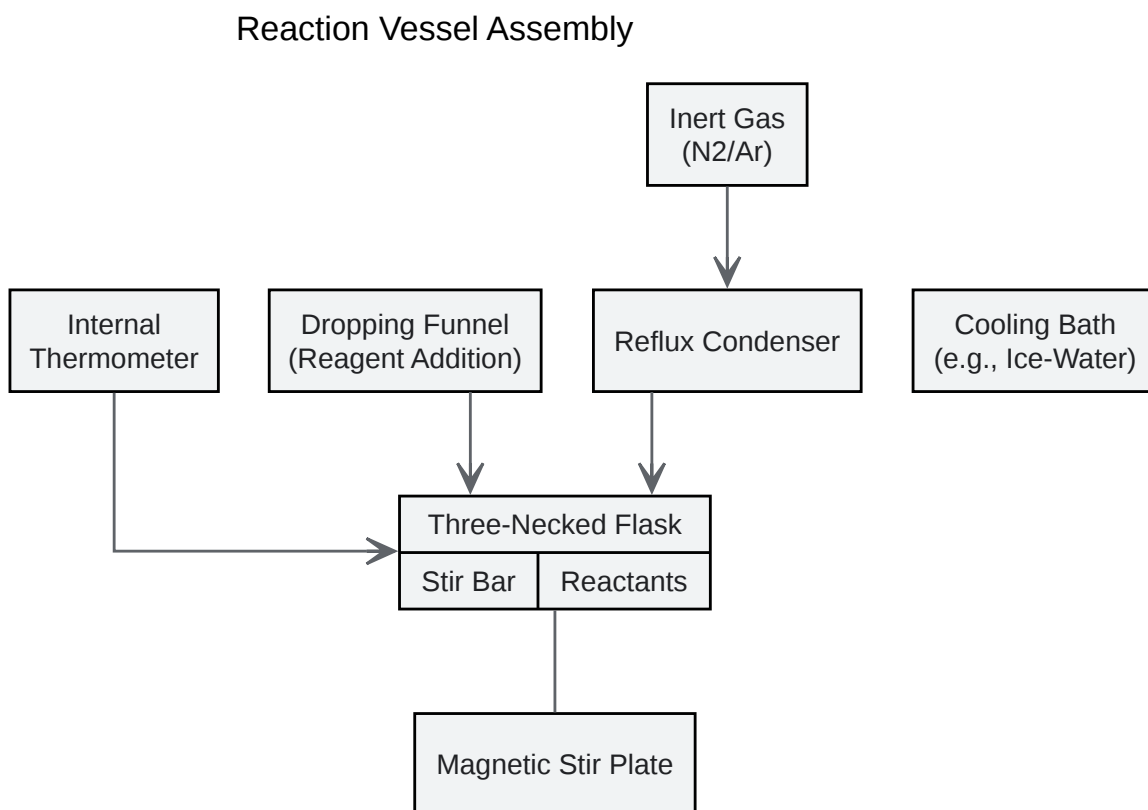 Reaction Vessel Assembly
Inert Gas
(N2/Ar)
Internal
Thermometer
Dropping Funnel
(Reagent Addition)
Reflux Condenser
Cooling Bath
(e.g., Ice-Water)
Three-Necked Flask
Stir Bar
Reactants
Magnetic Stir Plate